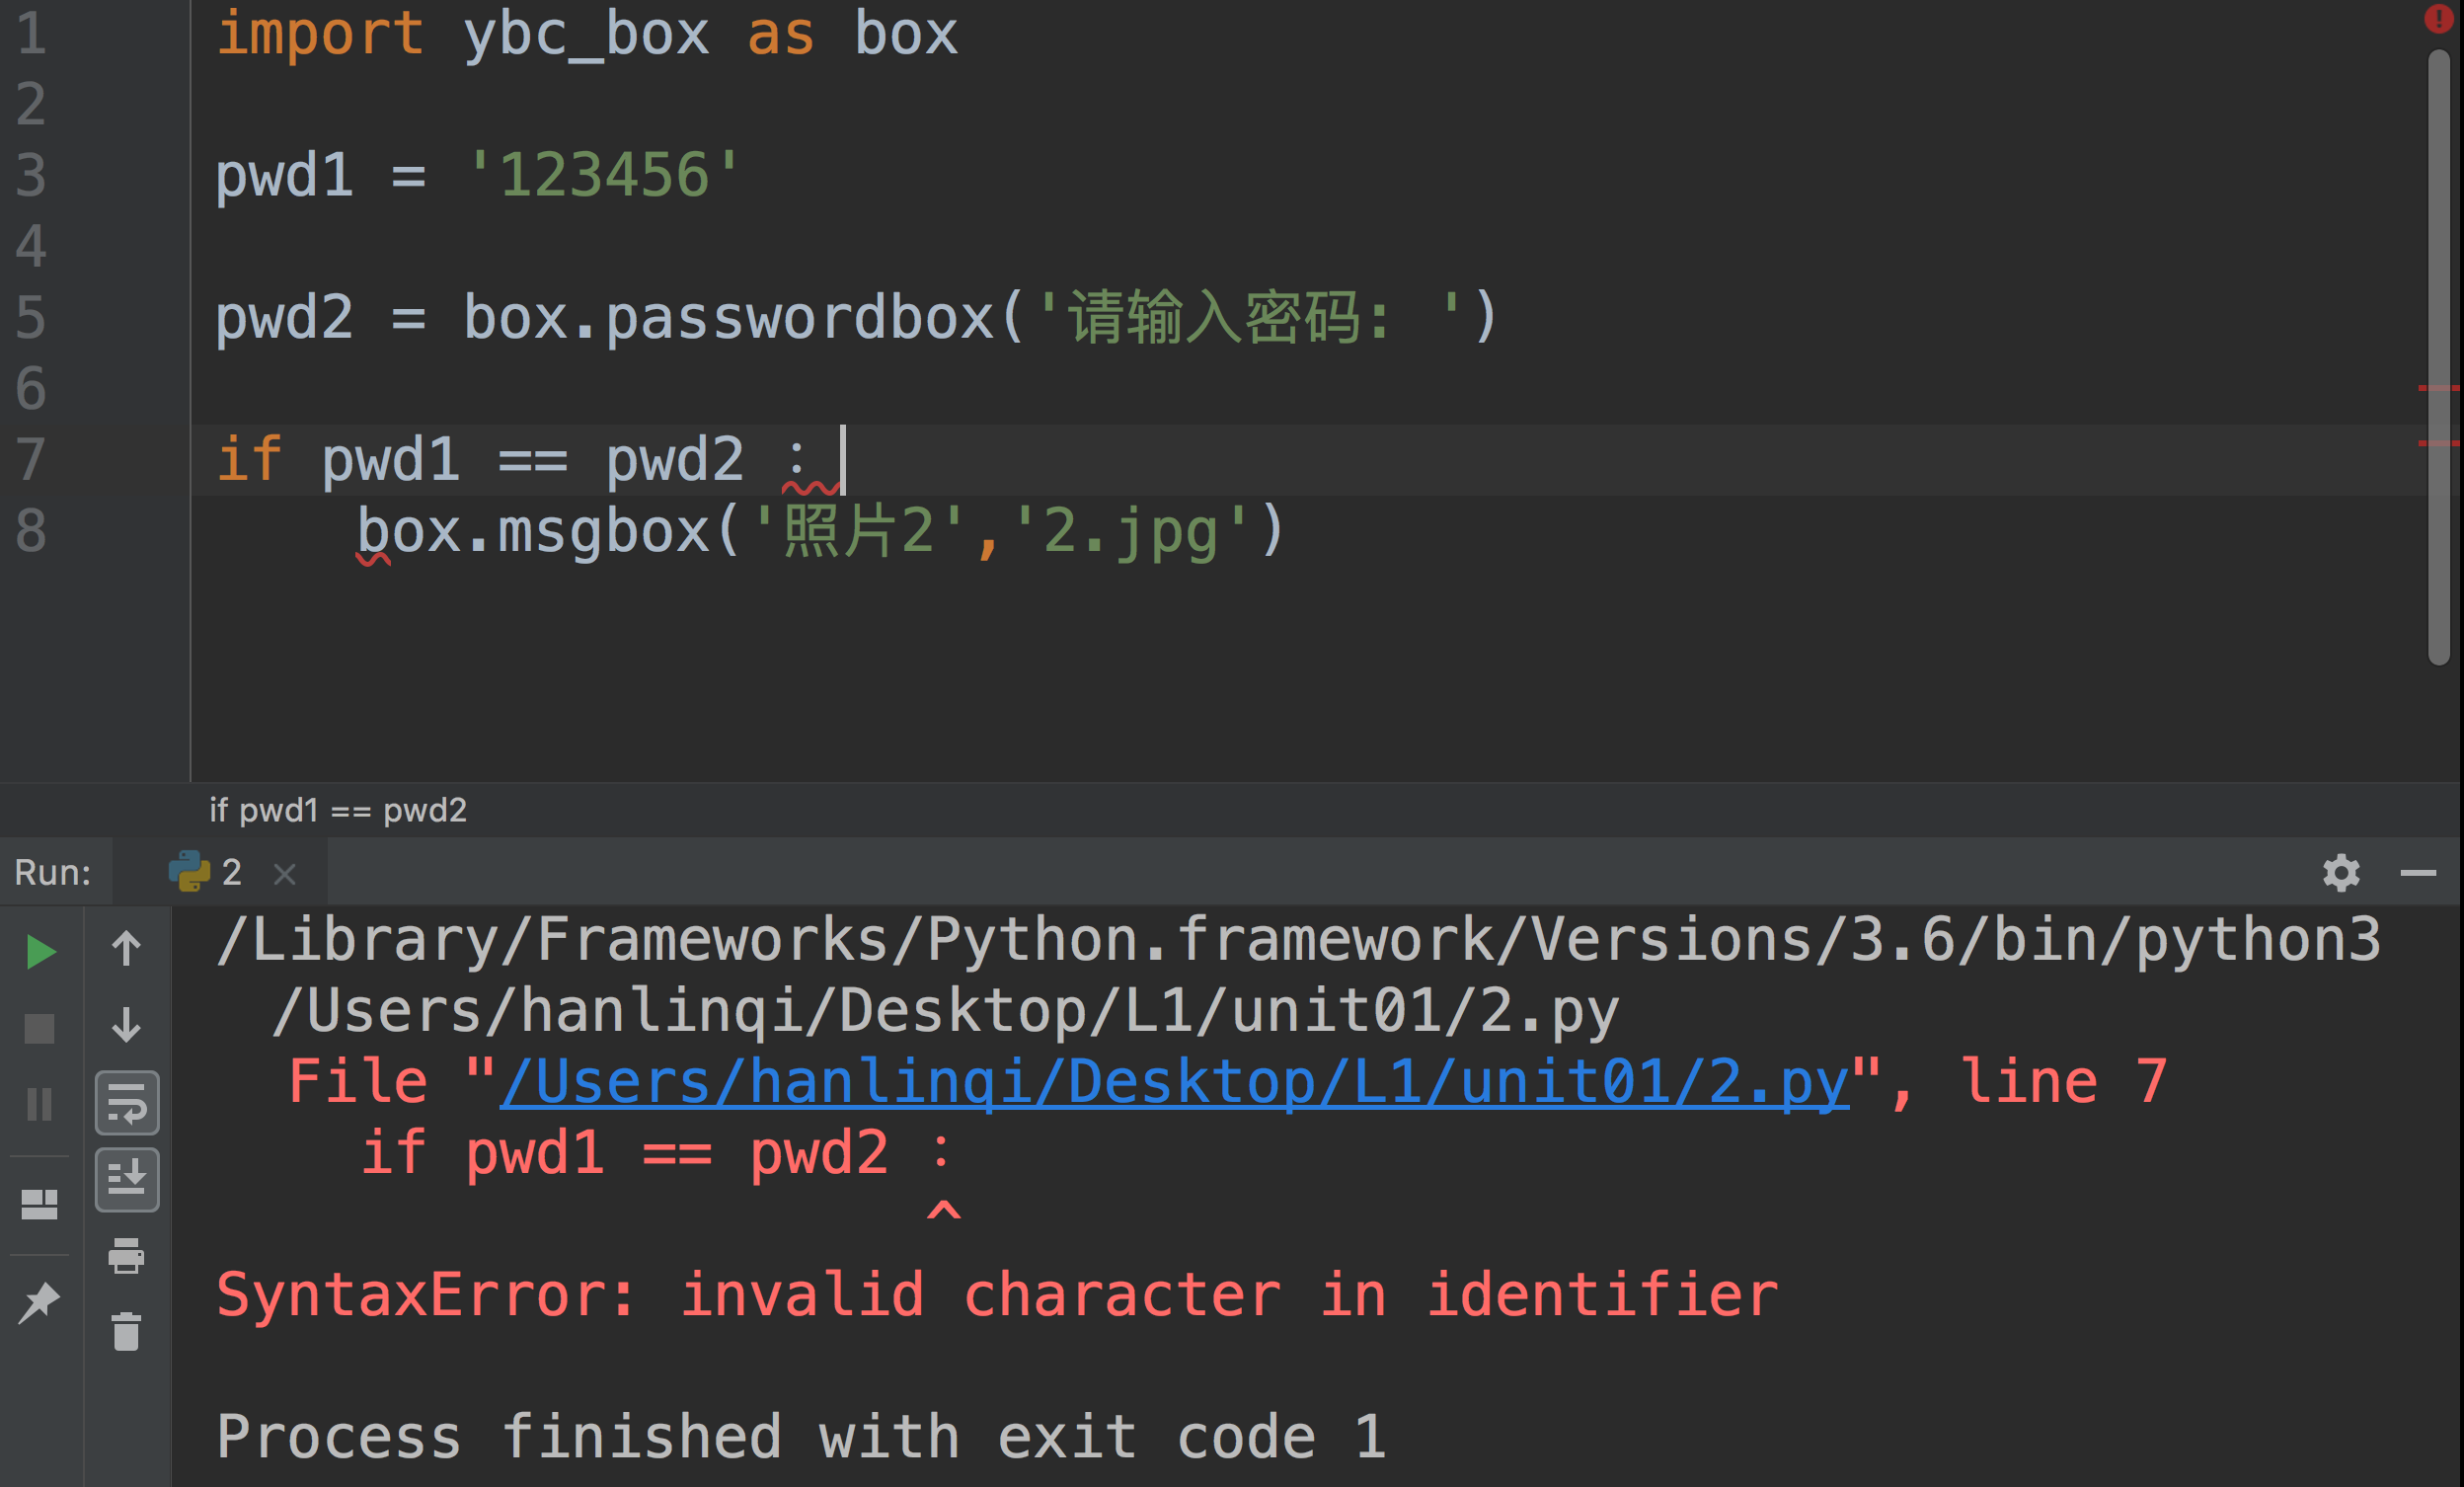 1 import ybc_box as box
2
3 pwd1 = '123456'
4
5 pwd2 = box.passwordbox('请输入密码: ')
6
7 if pwd1 == pwd2 ：
8     box.msgbox('照片2','2.jpg')
if pwd1 == pwd2
Run: 2
/Library/Frameworks/Python.framework/Versions/3.6/bin/python3
/Users/hanlinqi/Desktop/L1/unit01/2.py
File "/Users/hanlinqi/Desktop/L1/unit01/2.py", line 7
if pwd1 == pwd2 ：
^
SyntaxError: invalid character in identifier
Process finished with exit code 1